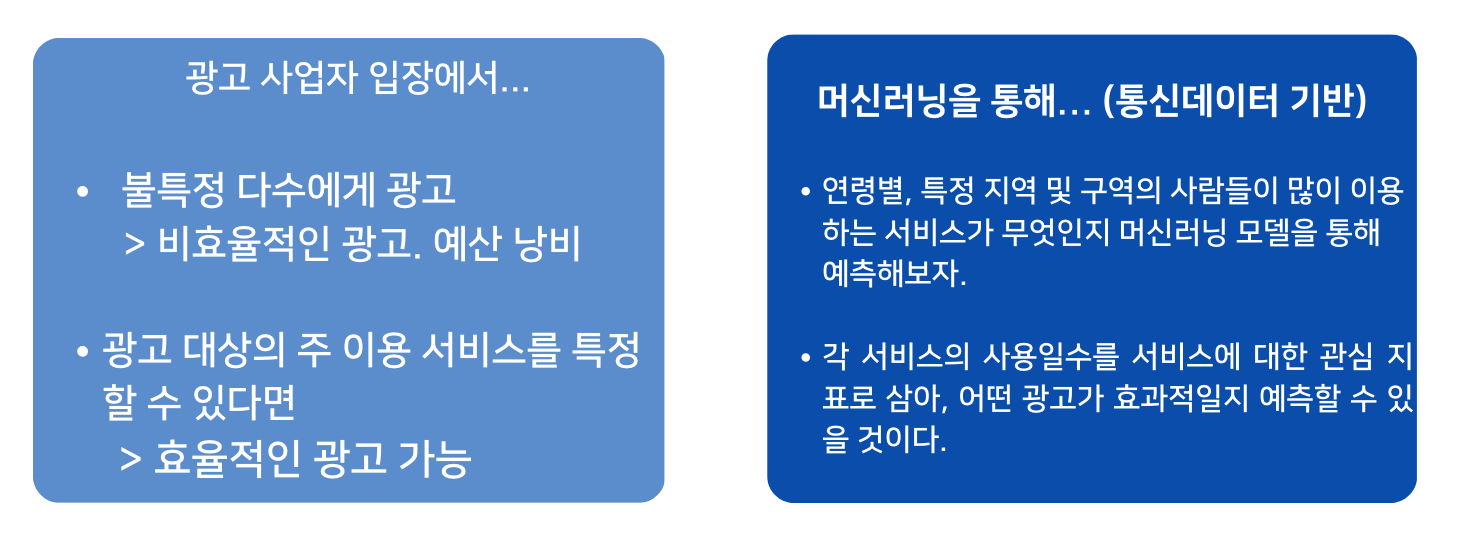 광고 사업자 입장에서...
• 불특정 다수에게 광고
> 비효율적인 광고. 예산 낭비
• 광고 대상의 주 이용 서비스를 특정
할 수 있다면
> 효율적인 광고 가능
머신러닝을 통해... (통신데이터 기반)
• 연령별, 특정 지역 및 구역의 사람들이 많이 이용
하는 서비스가 무엇인지 머신러닝 모델을 통해
예측해보자.
• 각 서비스의 사용일수를 서비스에 대한 관심 지
표로 삼아, 어떤 광고가 효과적일지 예측할 수 있
을 것이다.